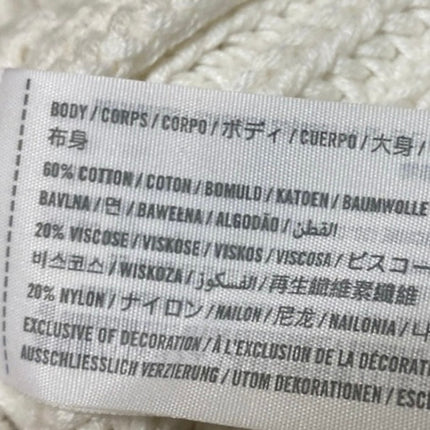 BODY / CORPS / CORPO / ボディ / CUERPO / 大身 /
布身
60% COTTON / COTON / BOMULD / KATOEN / BAUMWOLLE
BAVLNA / 면 / BAWEŁNA / ALGODÃO / القطن /
20% VISCOSE / VISKOSE / VISKOS / VISCOSA / ビスコー
비스코스 / WISKOZA / الفسكوز / 再生纖維素纖維
20% NYLON / ナイロン / NAILON / 尼龙 / NAILONIA /
EXCLUSIVE OF DECORATION / À L'EXCLUSION DE LA DÉCORAT
AUSSCHLIESSLICH VERZIERUNG / UTOM DEKORATIONEN / ESC